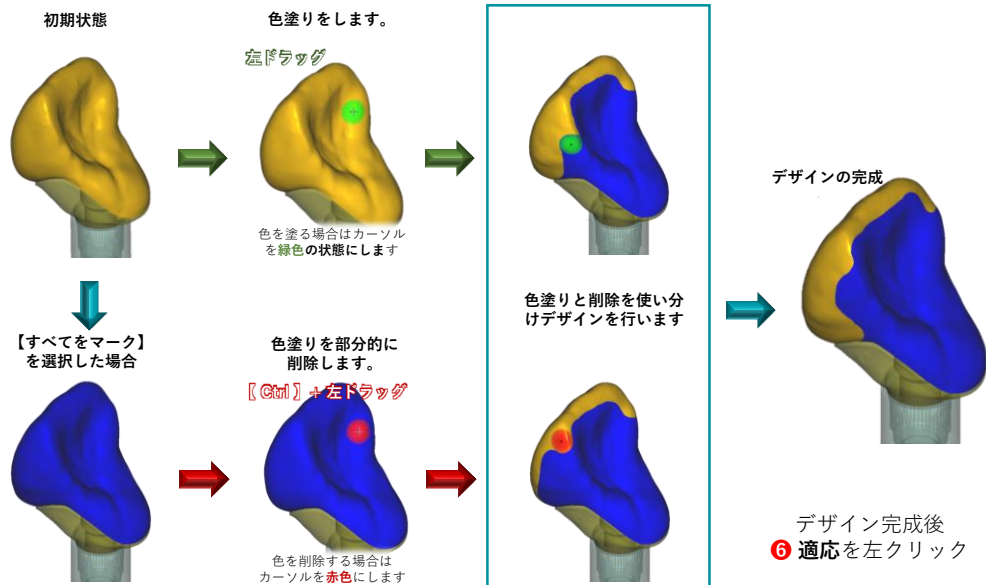 初期状態
色塗りをします。
左ドラッグ
色を塗る場合はカーソル
を緑色の状態にします
デザインの完成
【すべてをマーク】
を選択した場合
色塗りを部分的に
削除します。
[ Ctrl ] + 左ドラッグ
色塗りと削除を使い分
けデザインを行います
色を削除する場合は
カーソルを赤色にします
デザイン完成後
❻ 適応を左クリック